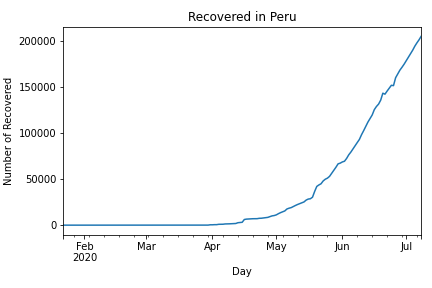 Recovered in Peru
Number of Recovered
200000
150000
100000
50000
0
Feb
2020
Mar
Apr
May
Jun
Jul
Day